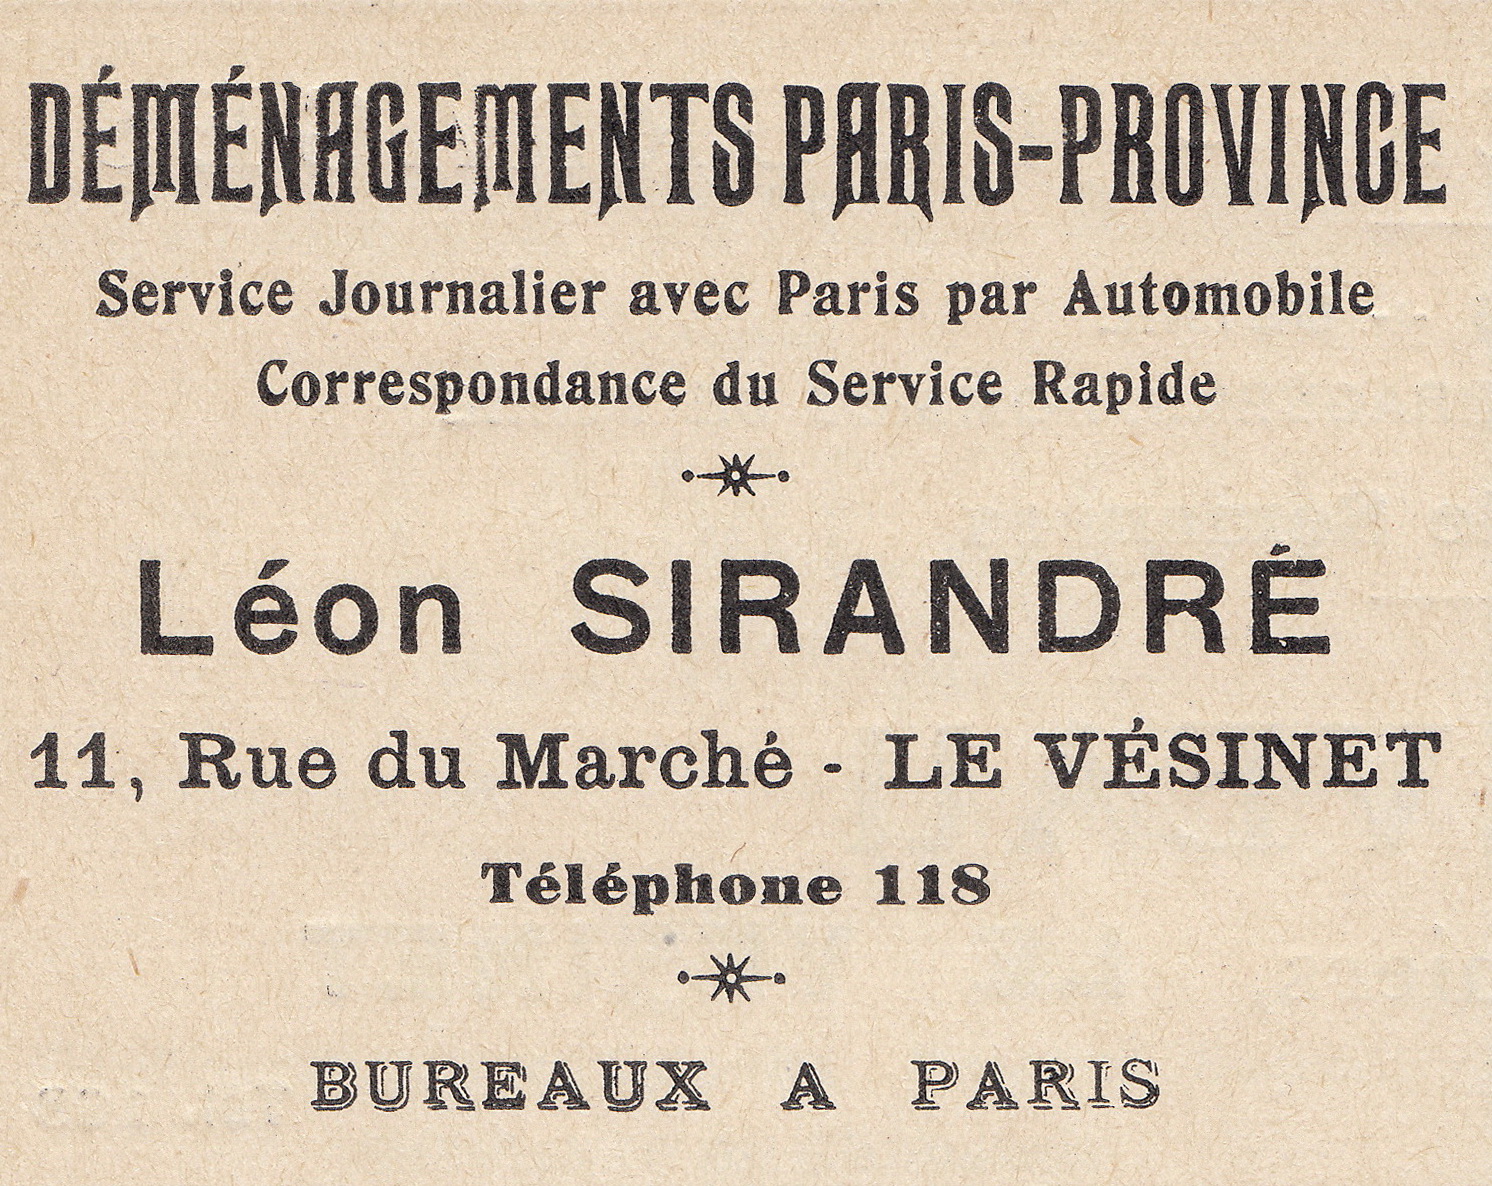 DÉMÉNAGEMENTS PARIS-PROVINCE
Service Journalier avec Paris par Automobile
Correspondance du Service Rapide
Léon SIRANDRÉ
11, Rue du Marché - LE VÉSINET
Téléphone 118
BUREAUX A PARIS